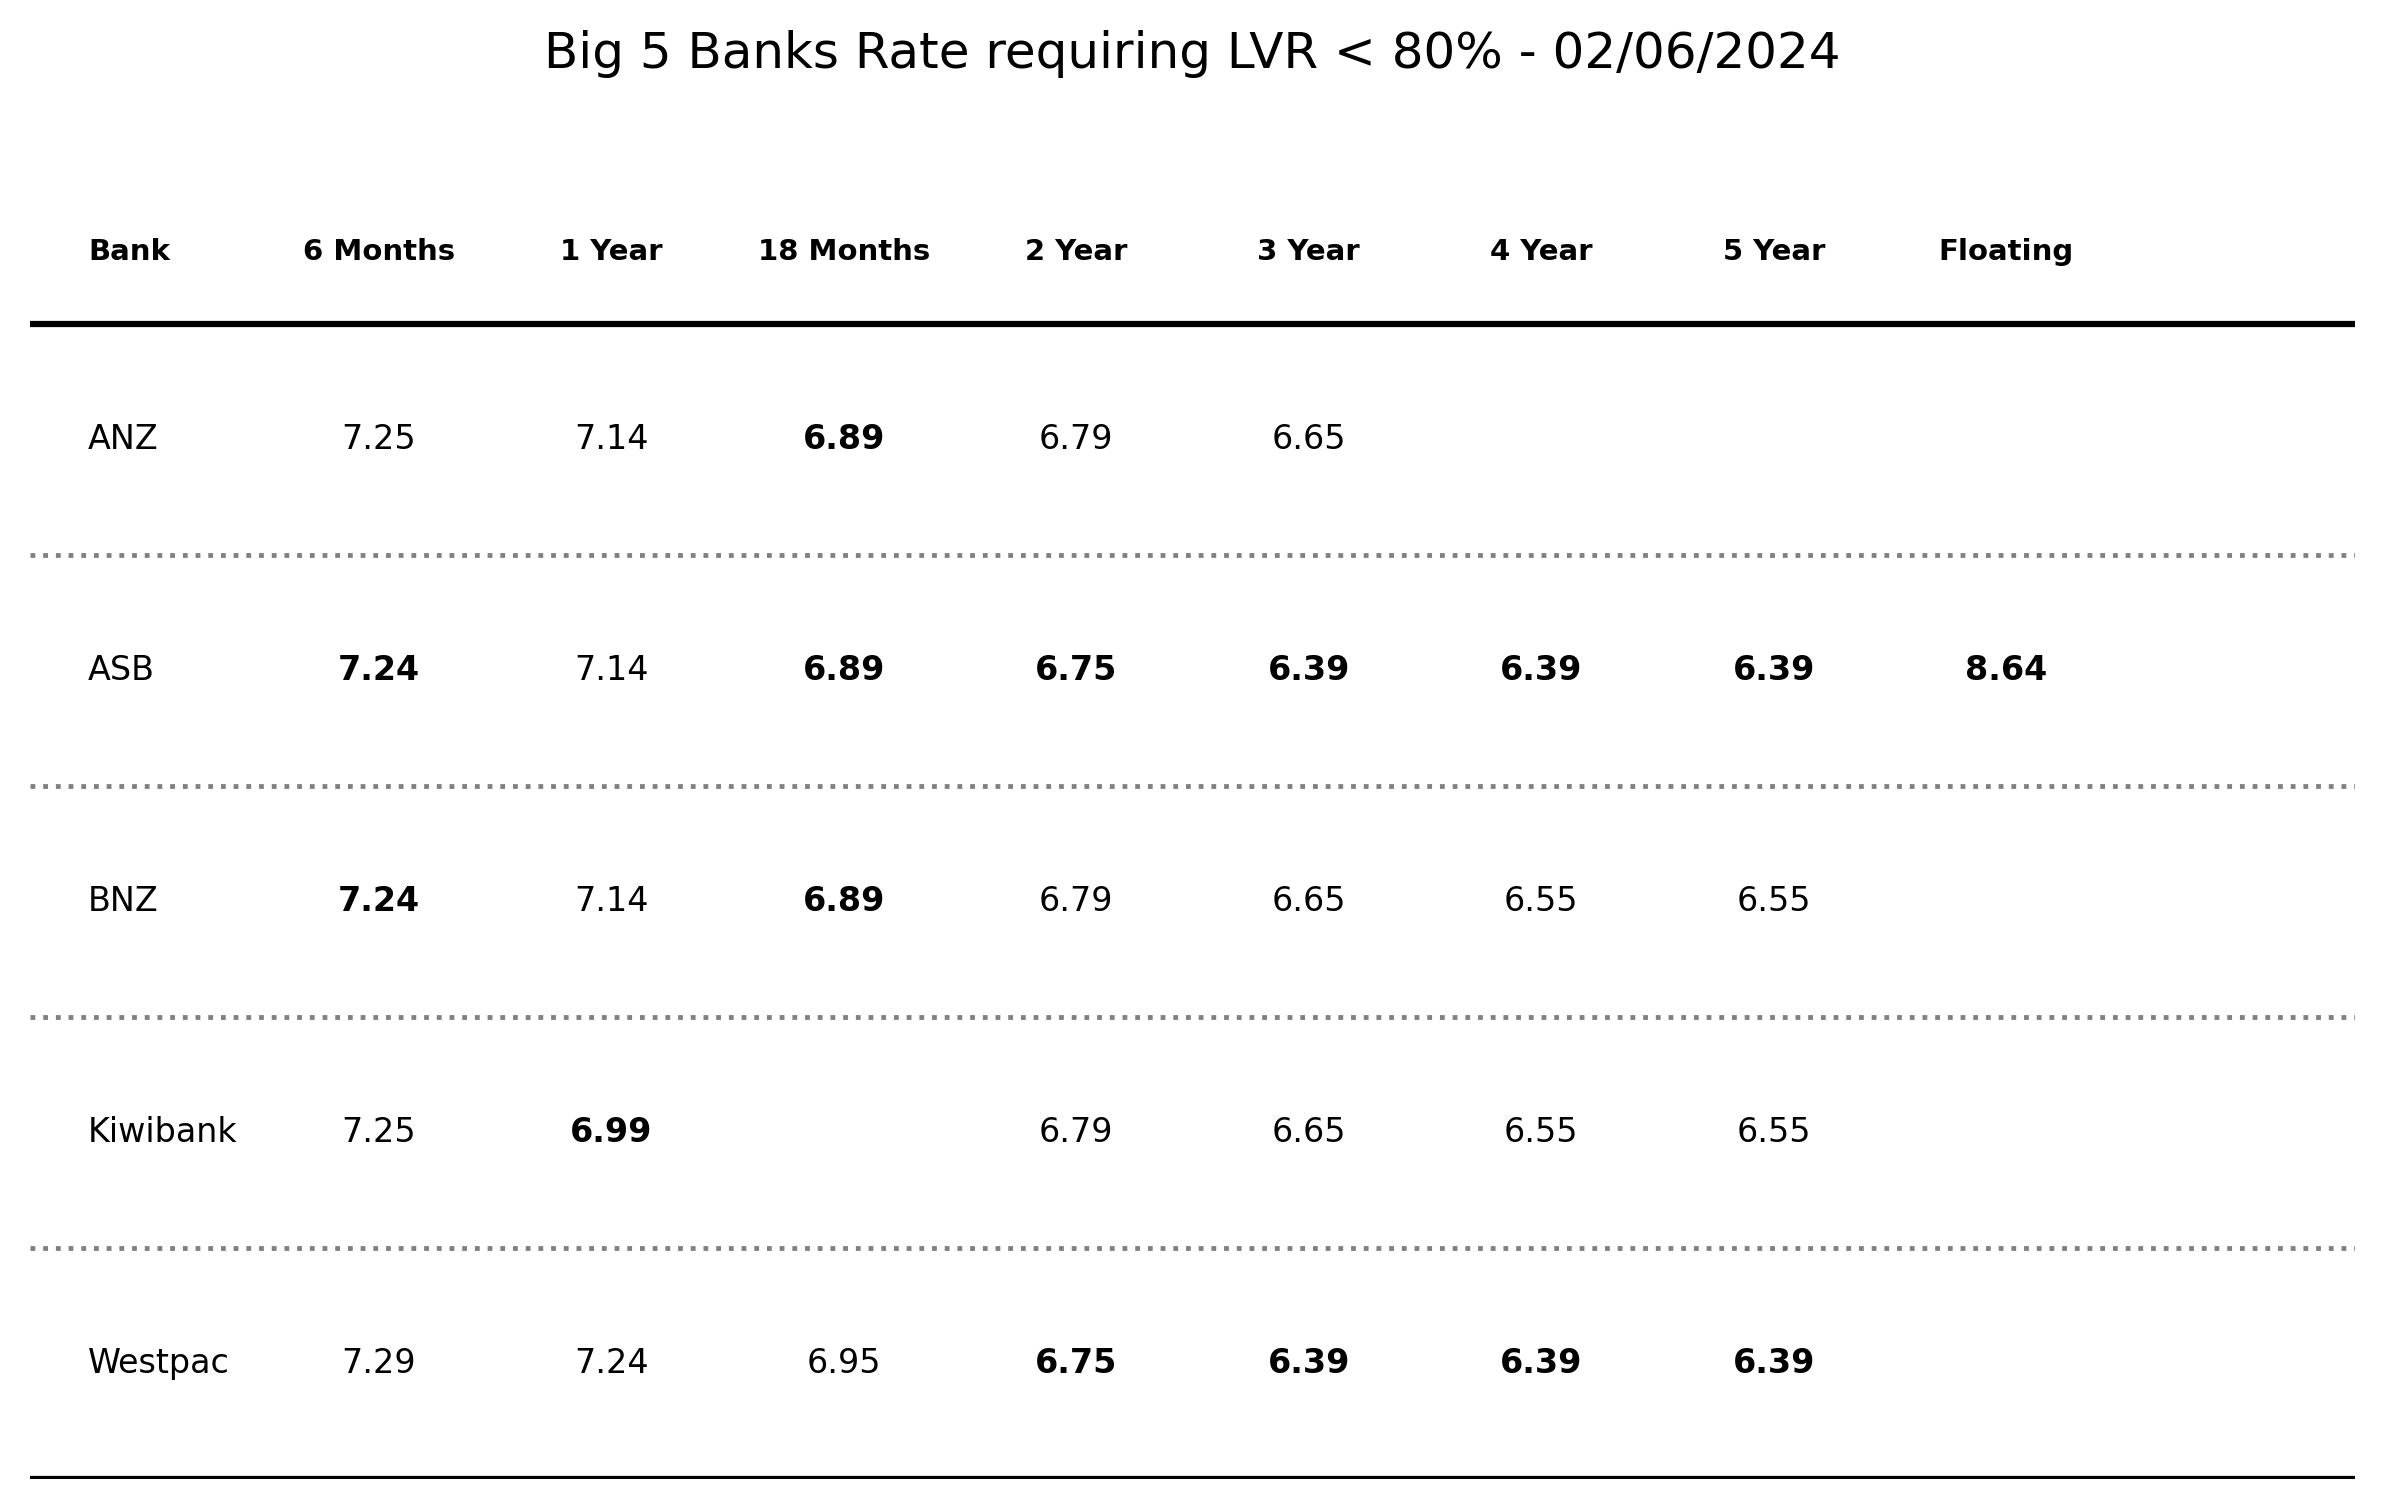 Big 5 Banks Rate requiring LVR < 80% - 02/06/2024
Bank 6 Months 1 Year 18 Months 2 Year 3 Year 4 Year 5 Year Floating
ANZ 7.25 7.14 6.89 6.79 6.65
ASB 7.24 7.14 6.89 6.75 6.39 6.39 6.39 8.64
BNZ 7.24 7.14 6.89 6.79 6.65 6.55 6.55
Kiwibank 7.25 6.99 6.79 6.65 6.55 6.55
Westpac 7.29 7.24 6.95 6.75 6.39 6.39 6.39